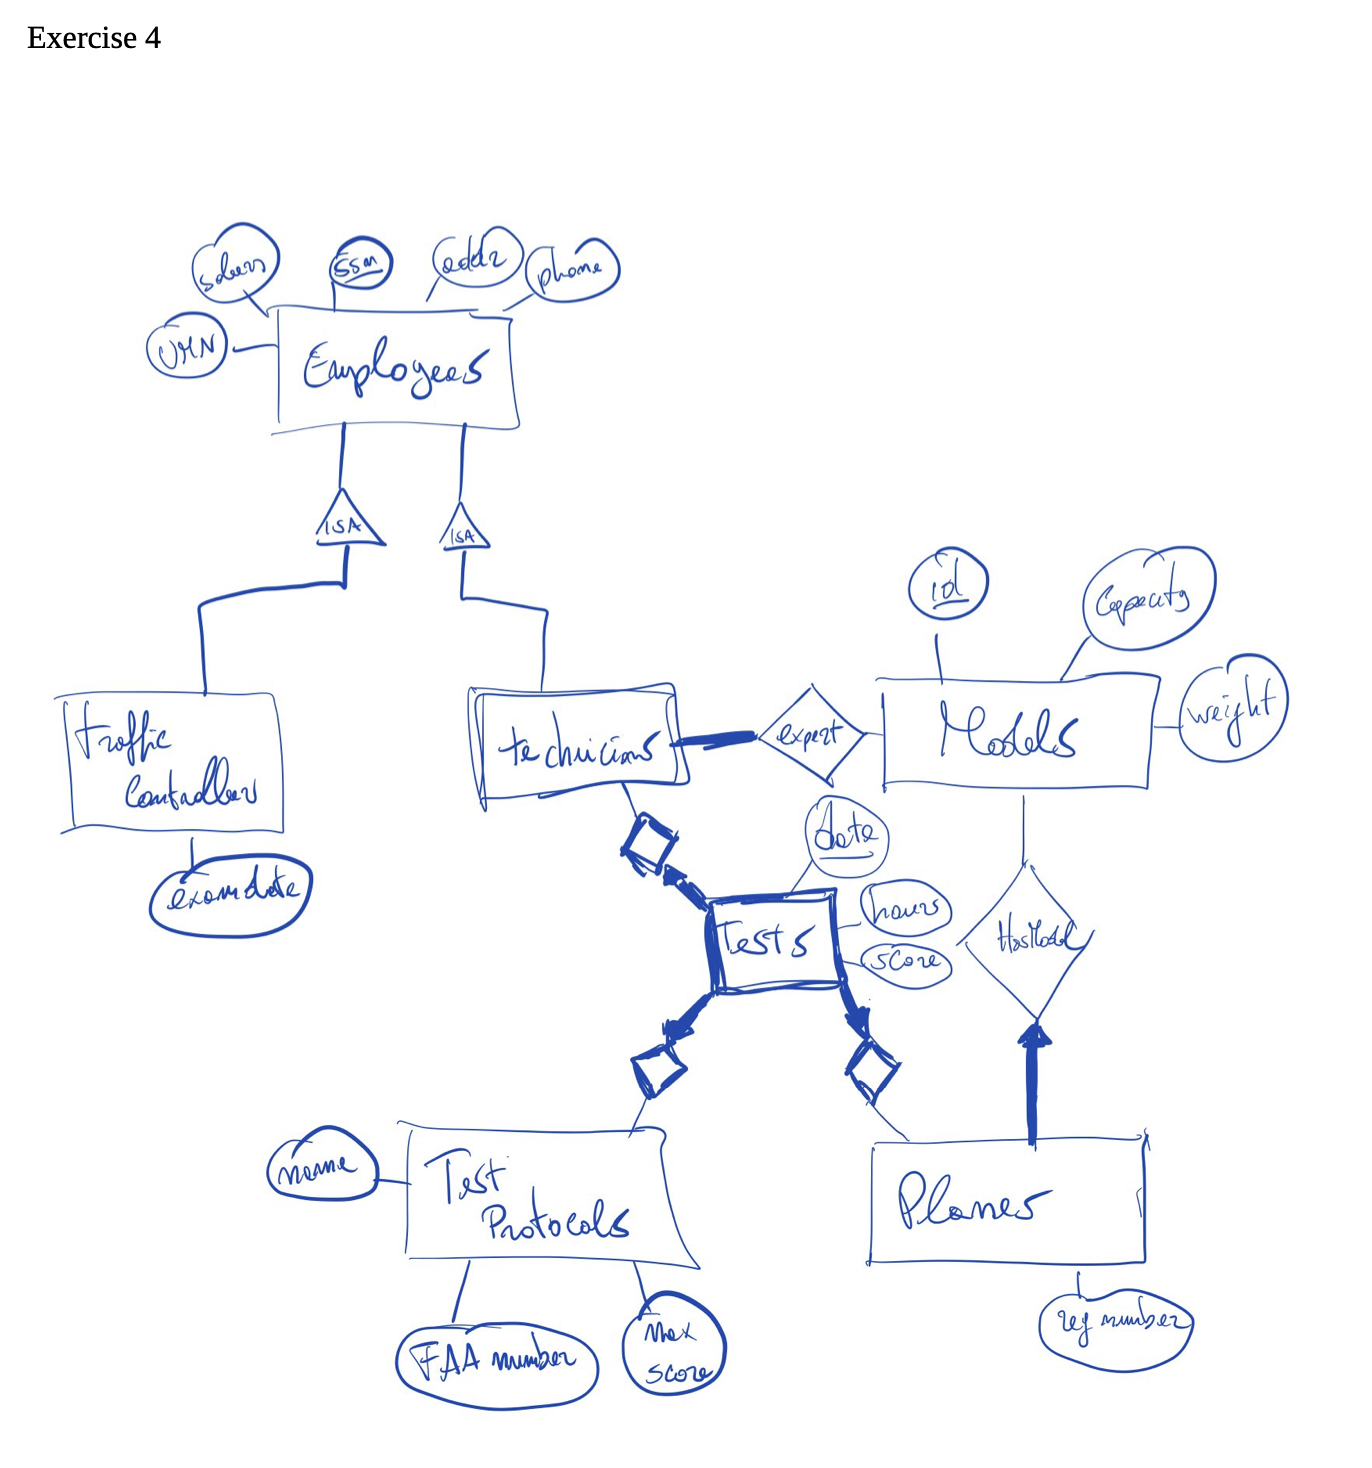 Exercise 4
ssn
addr
phone
UMN
Employees
ISA
ISA
id
Capacity
weight
Traffic
Controllers
technicians
expert
Models
date
examdate
hours
Tests
score
HasModel
name
Test
Protocols
Planes
reg number
FAA number
Max
score